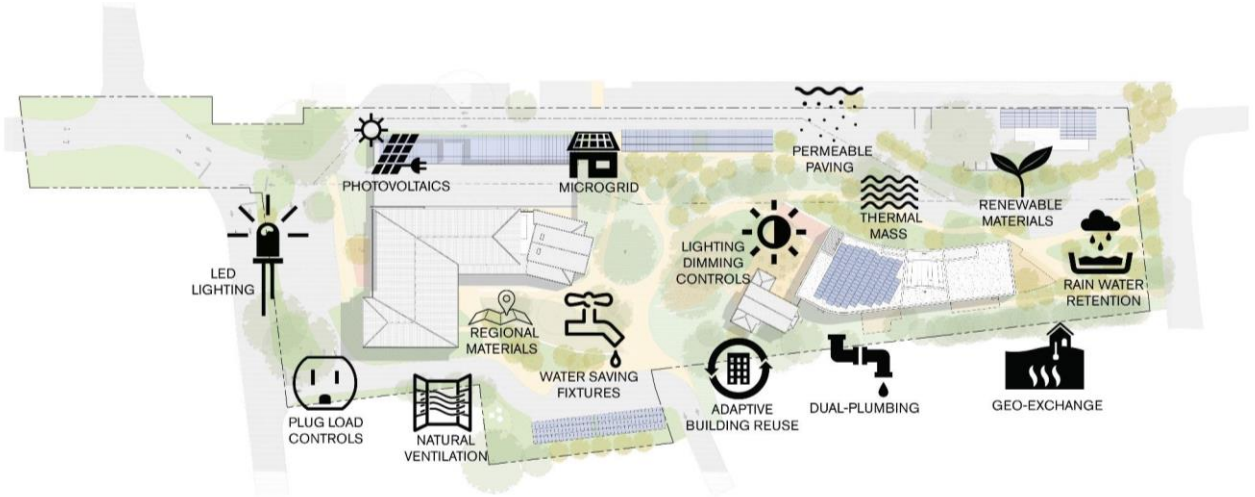 PHOTOVOLTAICS
MICROGRID
PERMEABLE
PAVING
RENEWABLE
MATERIALS
THERMAL
MASS
LED
LIGHTING
LIGHTING
DIMMING
CONTROLS
RAIN WATER
RETENTION
REGIONAL
MATERIALS
WATER SAVING
FIXTURES
PLUG LOAD
CONTROLS
NATURAL
VENTILATION
ADAPTIVE
BUILDING REUSE
DUAL-PLUMBING
GEO-EXCHANGE